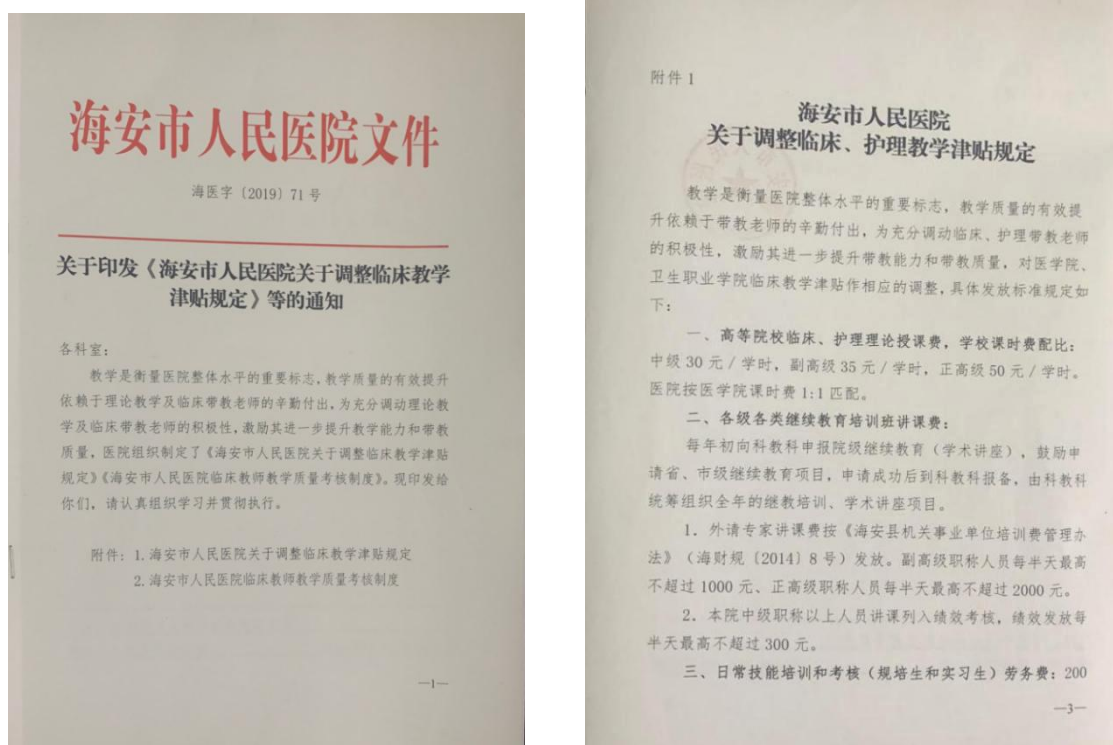 海安市人民医院文件
海医字〔2019〕71号
关于印发《海安市人民医院关于调整临床教学
津贴规定》等的通知
各科室：
教学是衡量医院整体水平的重要标志，教学质量的有效提升
依赖于理论教学及临床带教老师的辛勤付出，为充分调动理论教
学及临床带教老师的积极性，激励其进一步提升教学能力和带教
质量，医院组织制定了《海安市人民医院关于调整临床教学津贴
规定》《海安市人民医院临床教师教学质量考核制度》。现印发给
你们，请认真组织学习并贯彻执行。
附件：1.海安市人民医院关于调整临床教学津贴规定
2.海安市人民医院临床教师教学质量考核制度
—1—
附件1
海安市人民医院
关于调整临床、护理教学津贴规定
教学是衡量医院整体水平的重要标志，教学质量的有效提
升依赖于带教老师的辛勤付出，为充分调动临床、护理带教老师
的积极性，激励其进一步提升带教能力和带教质量，对医学院、
卫生职业学院临床教学津贴作相应的调整，具体发放标准规定如
下：
一、高等院校临床、护理理论授课费，学校课时费配比：
中级30元/学时，副高级35元/学时，正高级50元/学时。
医院按医学院课时费1:1匹配。
二、各级各类继续教育培训班讲课费：
每年初向科教科申报院级继续教育（学术讲座），鼓励申
请省、市级继续教育项目，申请成功后到科教科报备，由科教科
统筹组织全年的继教培训、学术讲座项目。
1．外请专家讲课费按《海安县机关事业单位培训费管理办
法》（海财规〔2014〕8号）发放。副高级职称人员每半天最高
不超过1000元、正高级职称人员每半天最高不超过2000元。
2．本院中级职称以上人员讲课列入绩效考核，绩效发放每
半天最高不超过300元。
三、日常技能培训和考核（规培生和实习生）劳务费：200
—3—